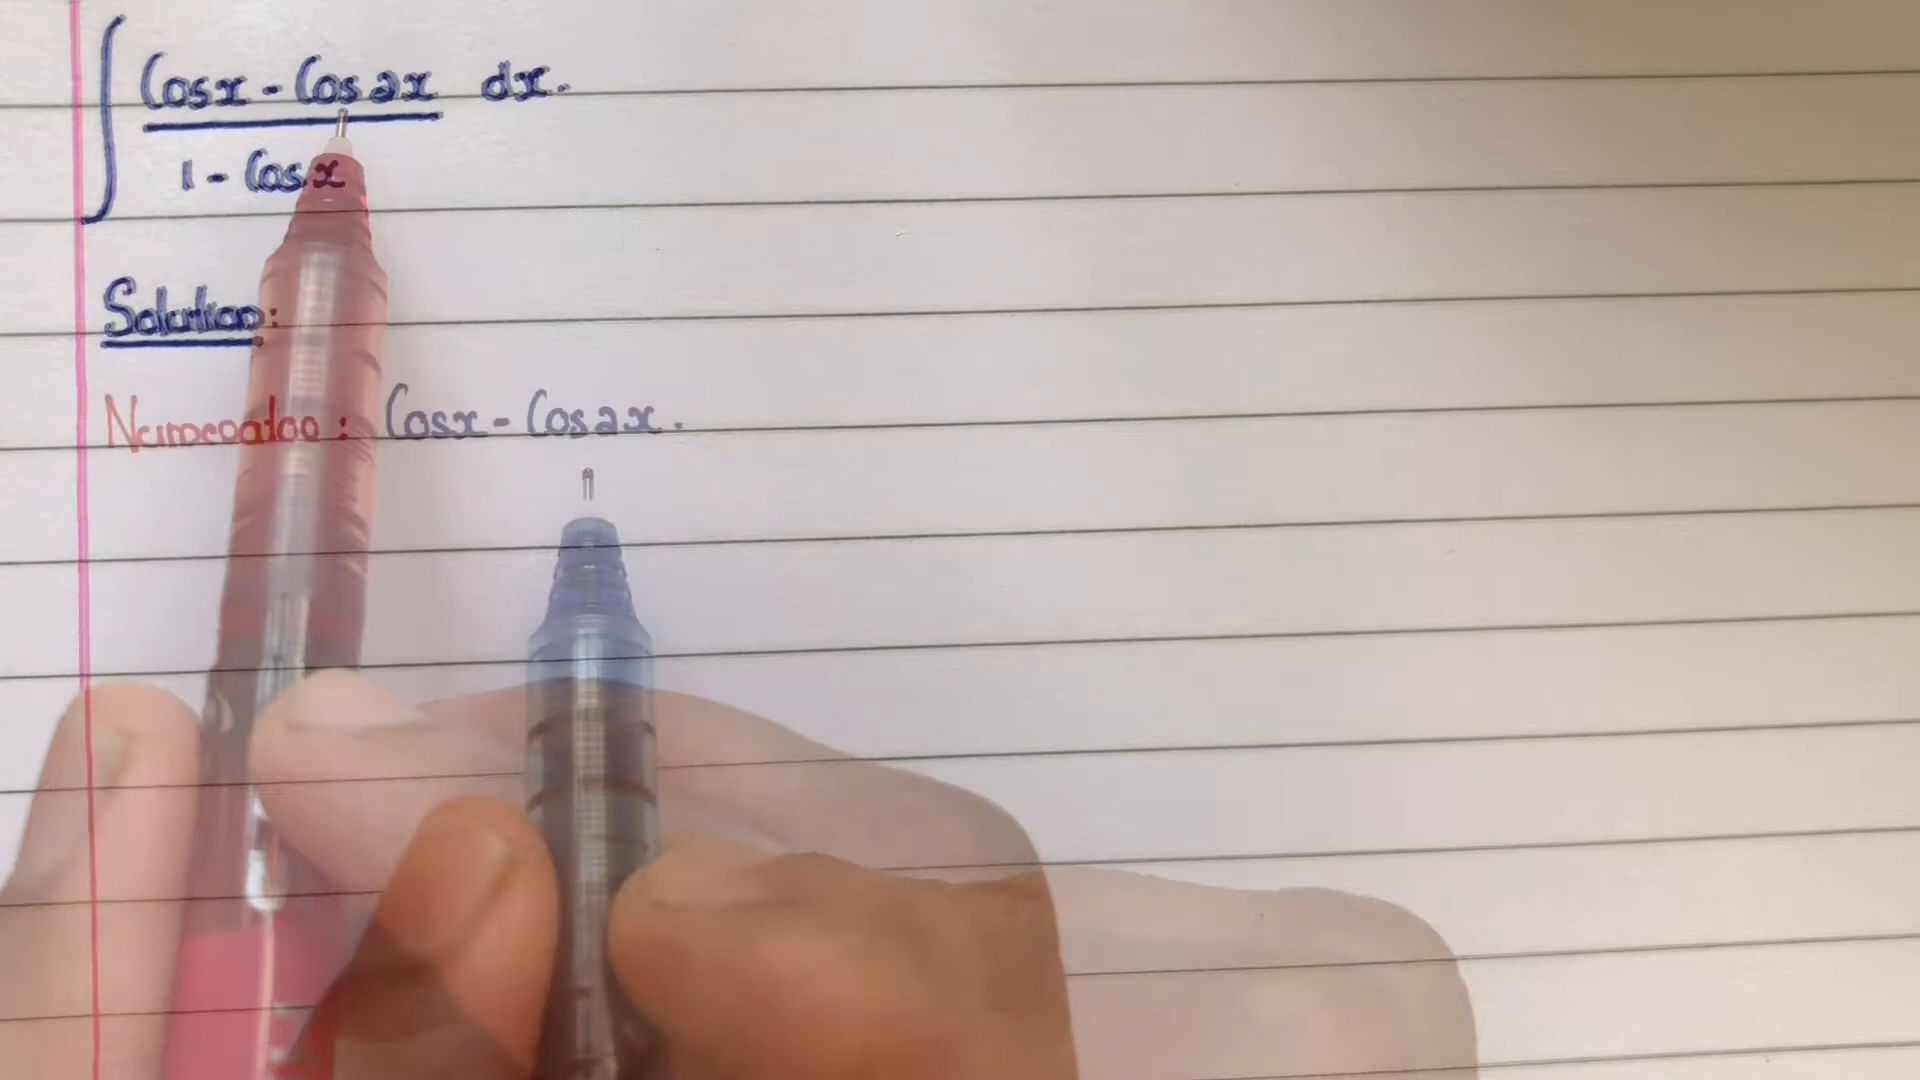 ∫ Cosx - Cos2x dx.
1 - Cosx
Solution:
Numerator: Cosx - Cos2x.